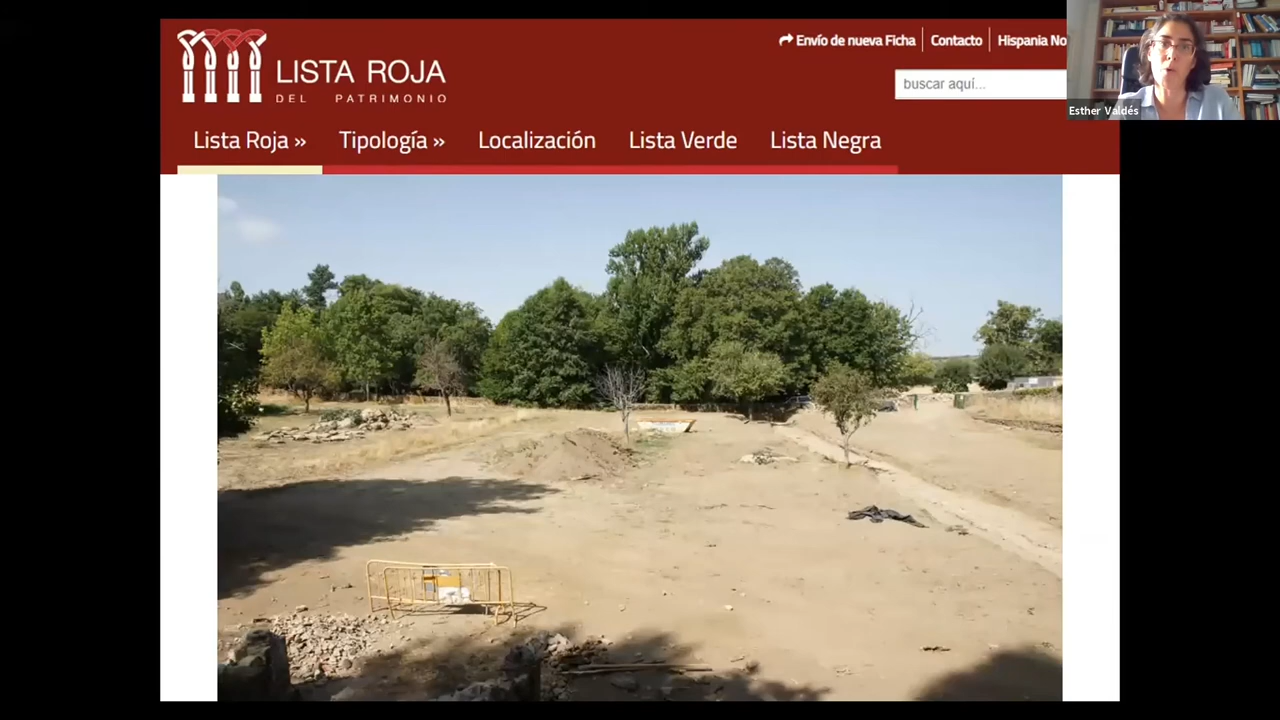 Envío de nueva Ficha
Contacto
Hispania No
LISTA ROJA
DEL PATRIMONIO
buscar aquí...
Esther Valdés
Lista Roja »
Tipología »
Localización
Lista Verde
Lista Negra